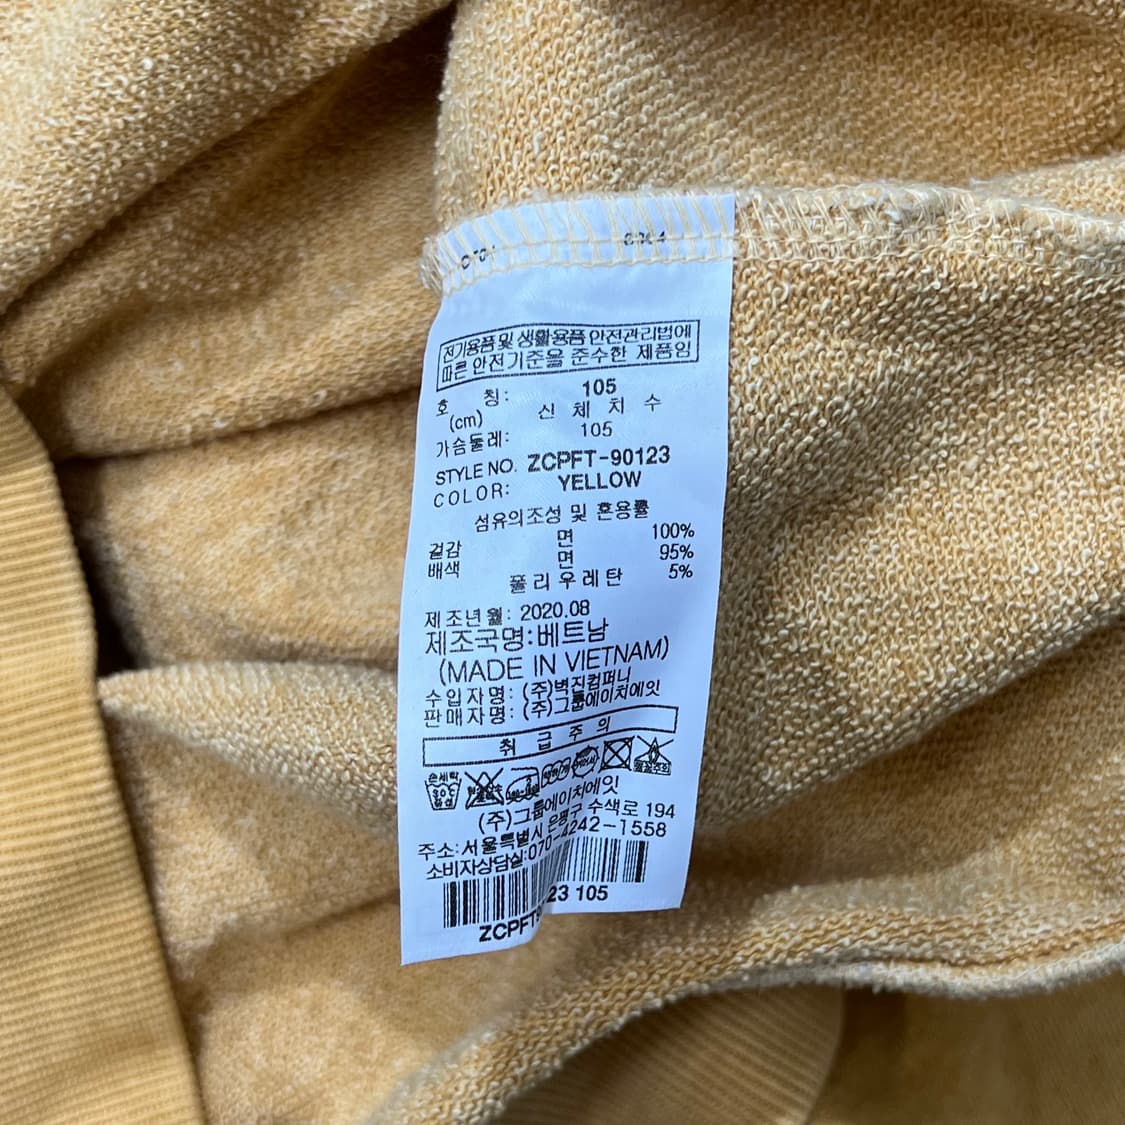 전기용품 및 생활용품 안전관리법에
따른 안전기준을 준수한 제품임
호 칭: 105
(cm) 신 체 치 수
가슴둘레: 105
STYLE NO. ZCPFT-90123
COLOR: YELLOW
섬유의조성 및 혼용률
겉감 면 100%
배색 면 95%
폴리우레탄 5%
제조년월: 2020.08
제조국명:베트남
(MADE IN VIETNAM)
수입자명: (주)벽진컴퍼니
판매자명: (주)그룹에이치에잇
취 급 주 의
손세탁
30℃
(주)그룹에이치에잇
주소:서울특별시 은평구 수색로 194
소비자상담실:070-4242-1558
ZCPFT9 23 105